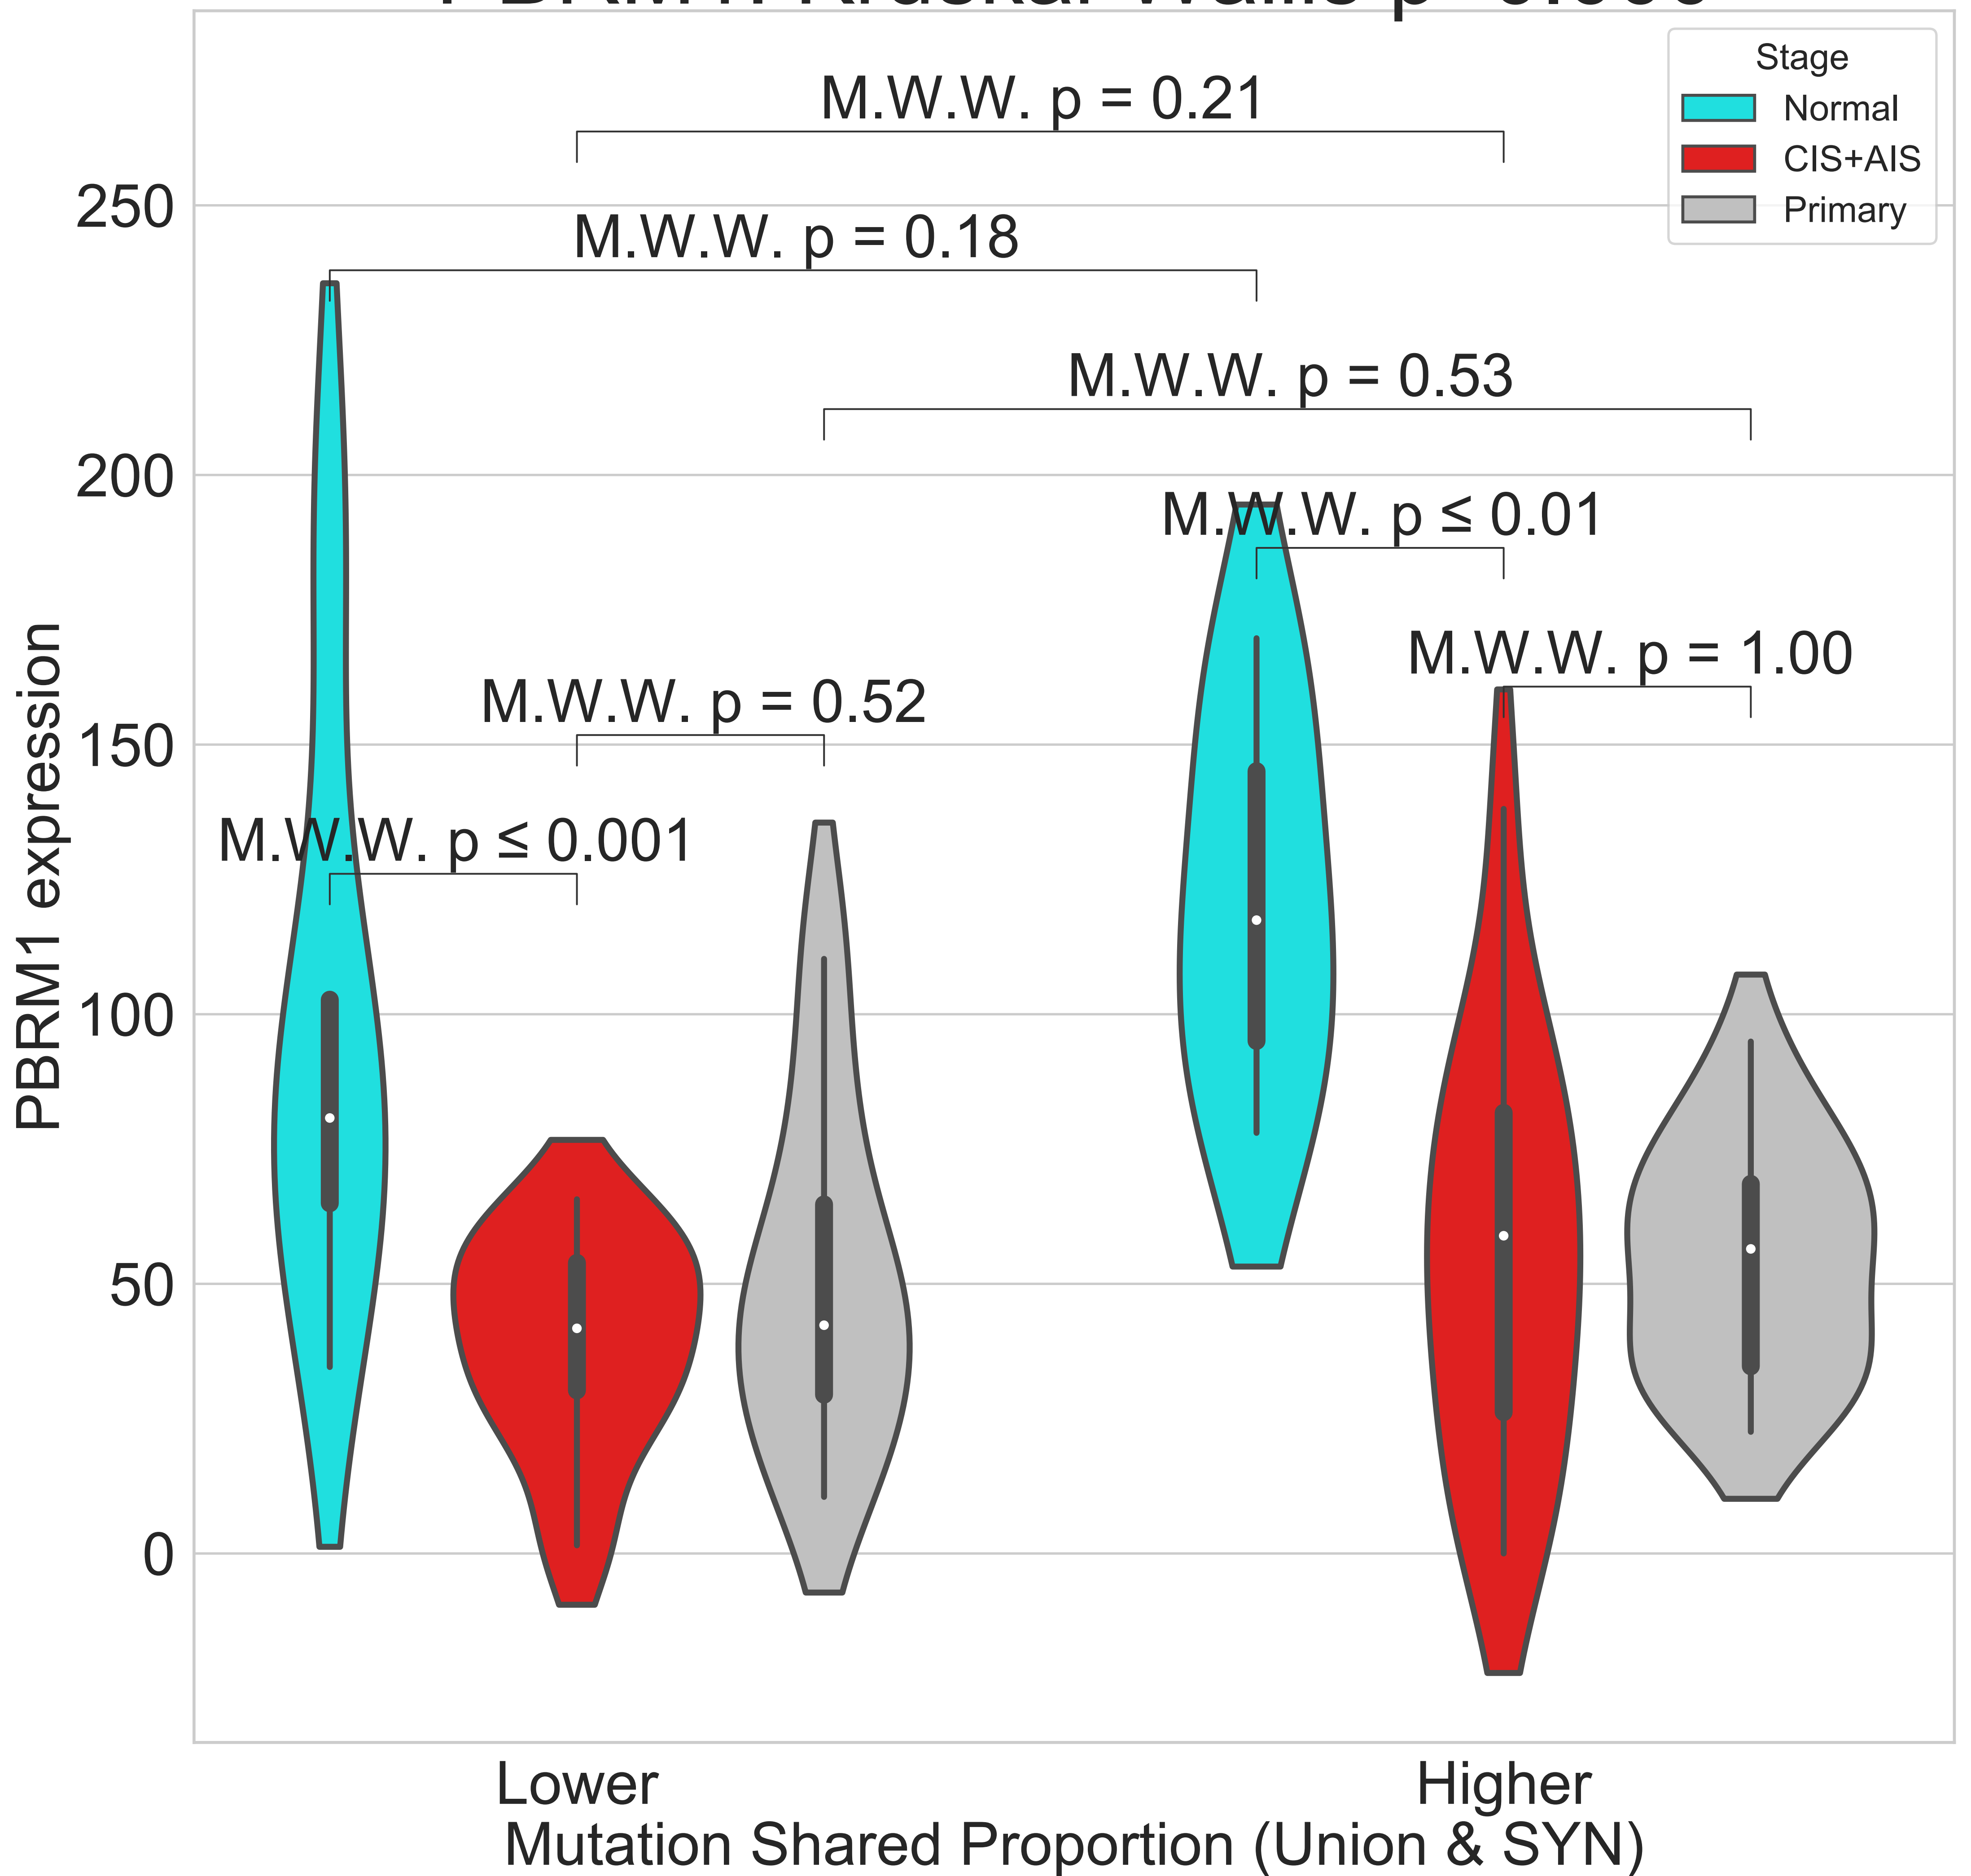 Stage
Normal
CIS+AIS
Primary
M.W.W. p = 0.21
M.W.W. p = 0.18
M.W.W. p = 0.53
M.W.W. p ≤ 0.01
M.W.W. p = 1.00
M.W.W. p = 0.52
M.W.W. p ≤ 0.001
250
200
150
100
50
0
PBRM1 expression
Lower
Higher
Mutation Shared Proportion (Union & SYN)